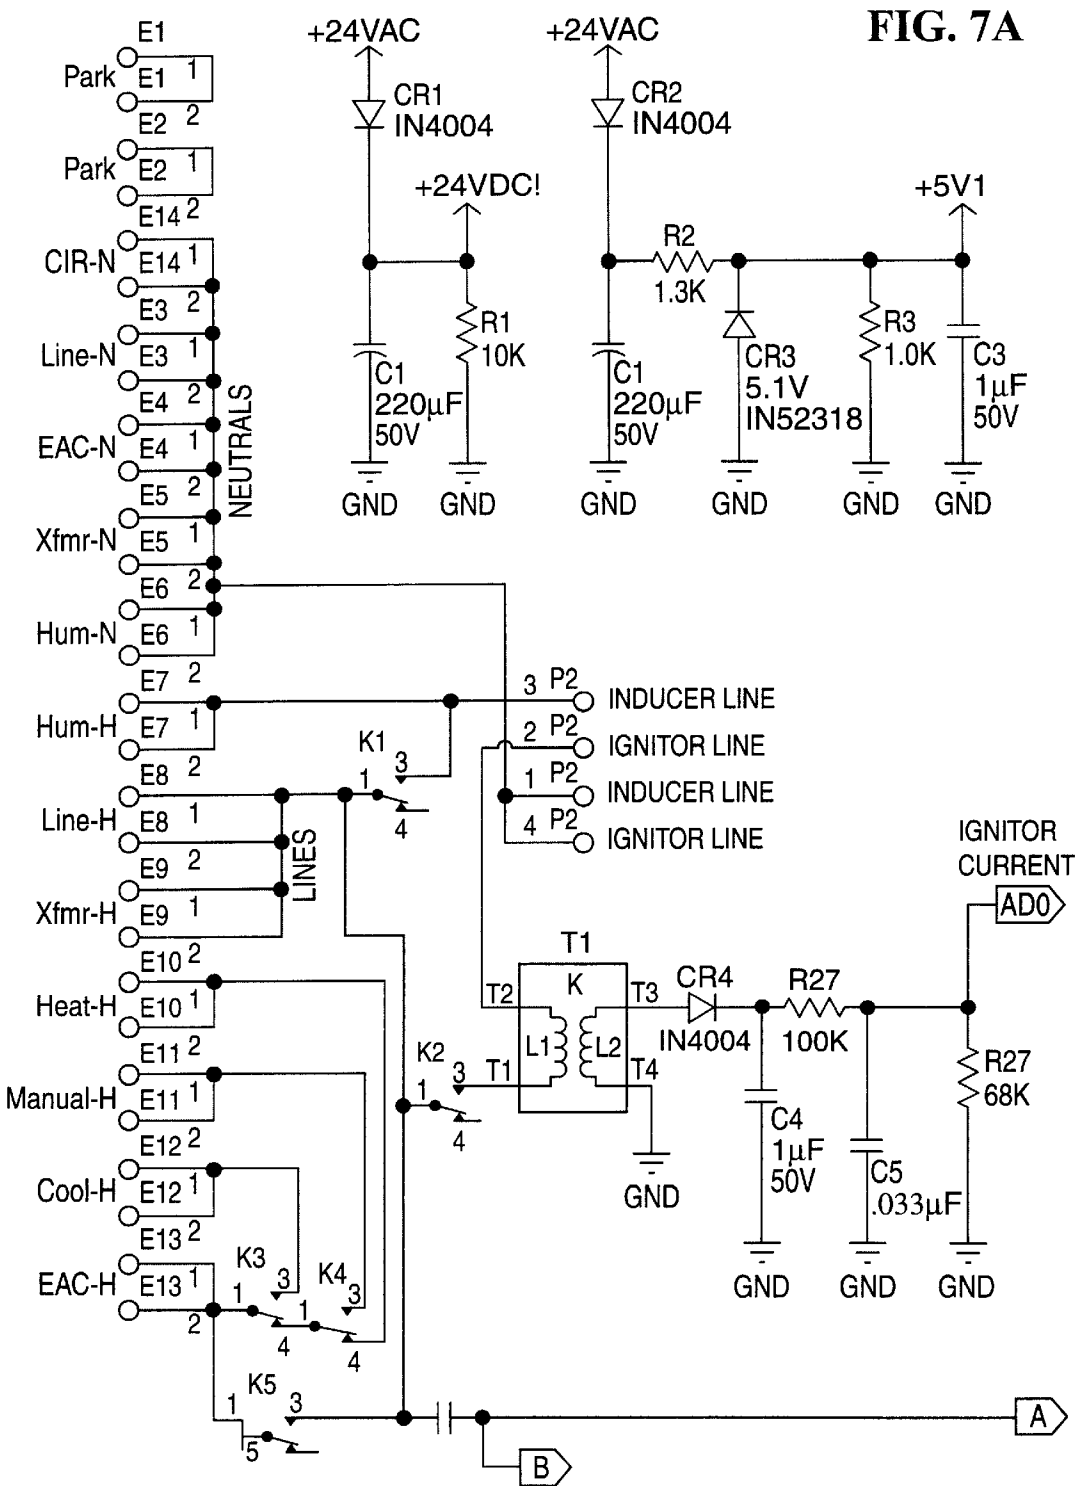 FIG. 7A
E1
Park E1 1
2
E2
Park E2 1
2
E14
CIR-N E14 1
2
E3
Line-N E3 1
2
E4
EAC-N E4 1
2
E5
Xfmr-N E5 1
2
E6
Hum-N E6 1
2
E7
Hum-H E7 1
2
E8
Line-H E8 1
2
E9
Xfmr-H E9 1
2
E10
Heat-H E10 1
2
E11
Manual-H E11 1
2
E12
Cool-H E12 1
2
E13
EAC-H E13 1
2
NEUTRALS
LINES
+24VAC
CR1
IN4004
+24VDC!
C1
220µF
50V
R1
10K
GND
GND
+24VAC
CR2
IN4004
R2
1.3K
+5V1
C1
220µF
50V
CR3
5.1V
IN52318
R3
1.0K
C3
1µF
50V
GND
GND
GND
GND
3 P2 INDUCER LINE
2 P2 IGNITOR LINE
1 P2 INDUCER LINE
4 P2 IGNITOR LINE
K1
1 3
4
K2
1 3
4
T1
K
T2 T3
L1 L2
T1 T4
GND
CR4
IN4004
R27
100K
IGNITOR
CURRENT
AD0
R27
68K
C4
1µF
50V
C5
.033µF
GND
GND
GND
K3
1 3
4
K4
1 3
4
K5
1 3
5
A
B